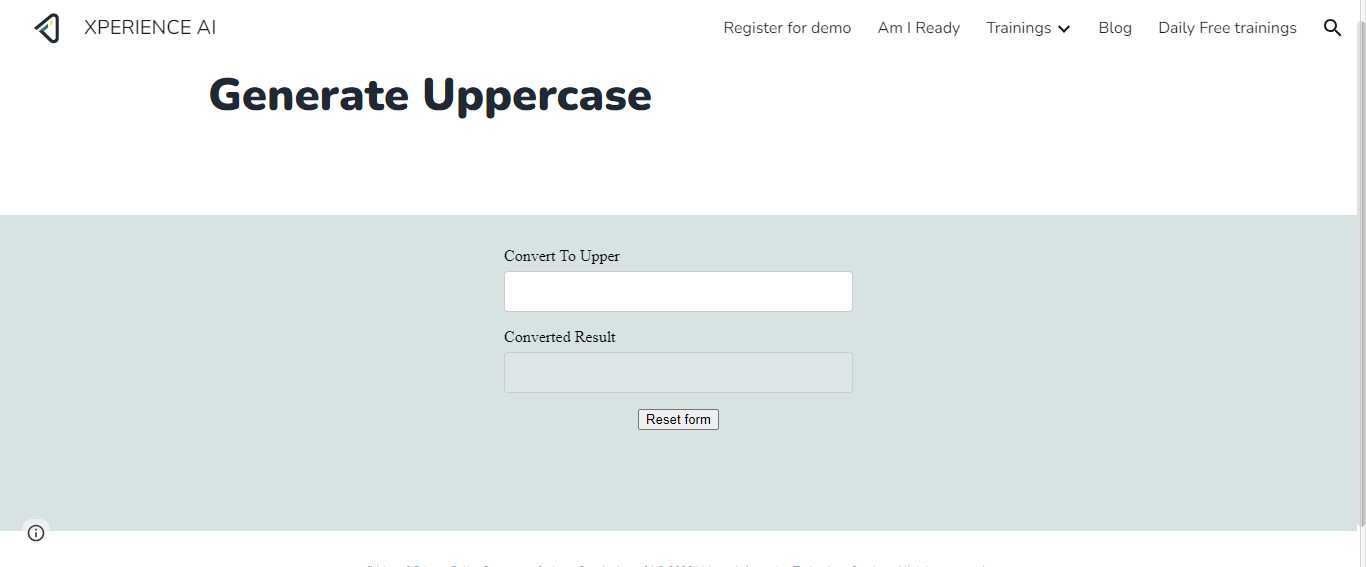 XPERIENCE AI
Register for demo Am I Ready Trainings Blog Daily Free trainings
Generate Uppercase
Convert To Upper
Converted Result
Reset form